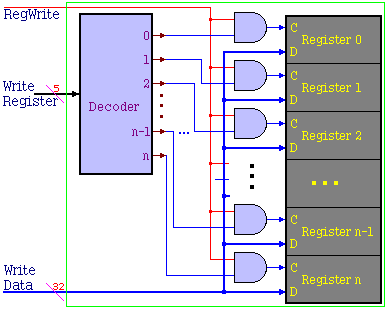 RegWrite
0
C
Register 0
D
Write
Register
5
1
C
Register 1
D
Decoder
2
C
Register 2
D
n-1
...
...
n
C
Register n-1
D
Write
Data
32
C
Register n
D